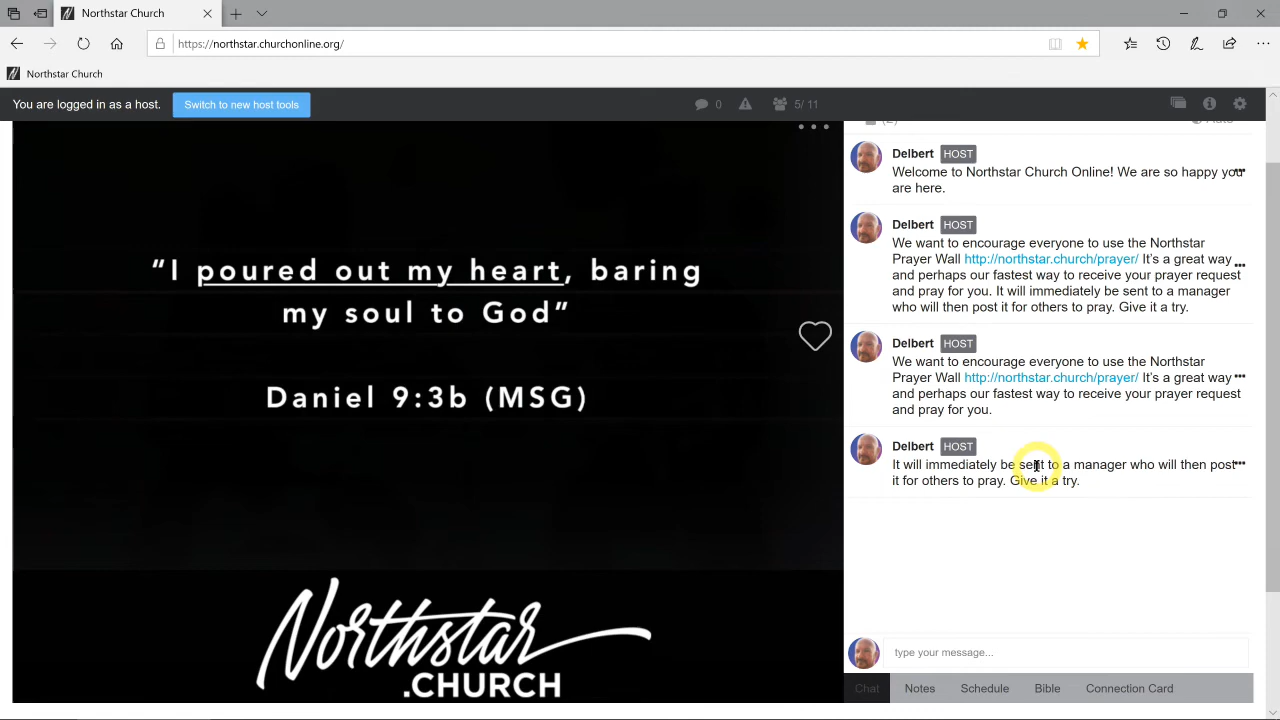 Northstar Church
https://northstar.churchonline.org/
Northstar Church
You are logged in as a host.
Switch to new host tools
0
5/ 11
(2)
Mute
Delbert HOST
Welcome to Northstar Church Online! We are so happy you
are here.
Delbert HOST
We want to encourage everyone to use the Northstar
Prayer Wall http://northstar.church/prayer/ It's a great way
and perhaps our fastest way to receive your prayer request
and pray for you. It will immediately be sent to a manager
who will then post it for others to pray. Give it a try.
Delbert HOST
We want to encourage everyone to use the Northstar
Prayer Wall http://northstar.church/prayer/ It's a great way
and perhaps our fastest way to receive your prayer request
and pray for you.
Delbert HOST
It will immediately be sent to a manager who will then post
it for others to pray. Give it a try.
type your message...
Chat Notes Schedule Bible Connection Card
"I poured out my heart, baring
my soul to God"
Daniel 9:3b (MSG)
Northstar
.CHURCH